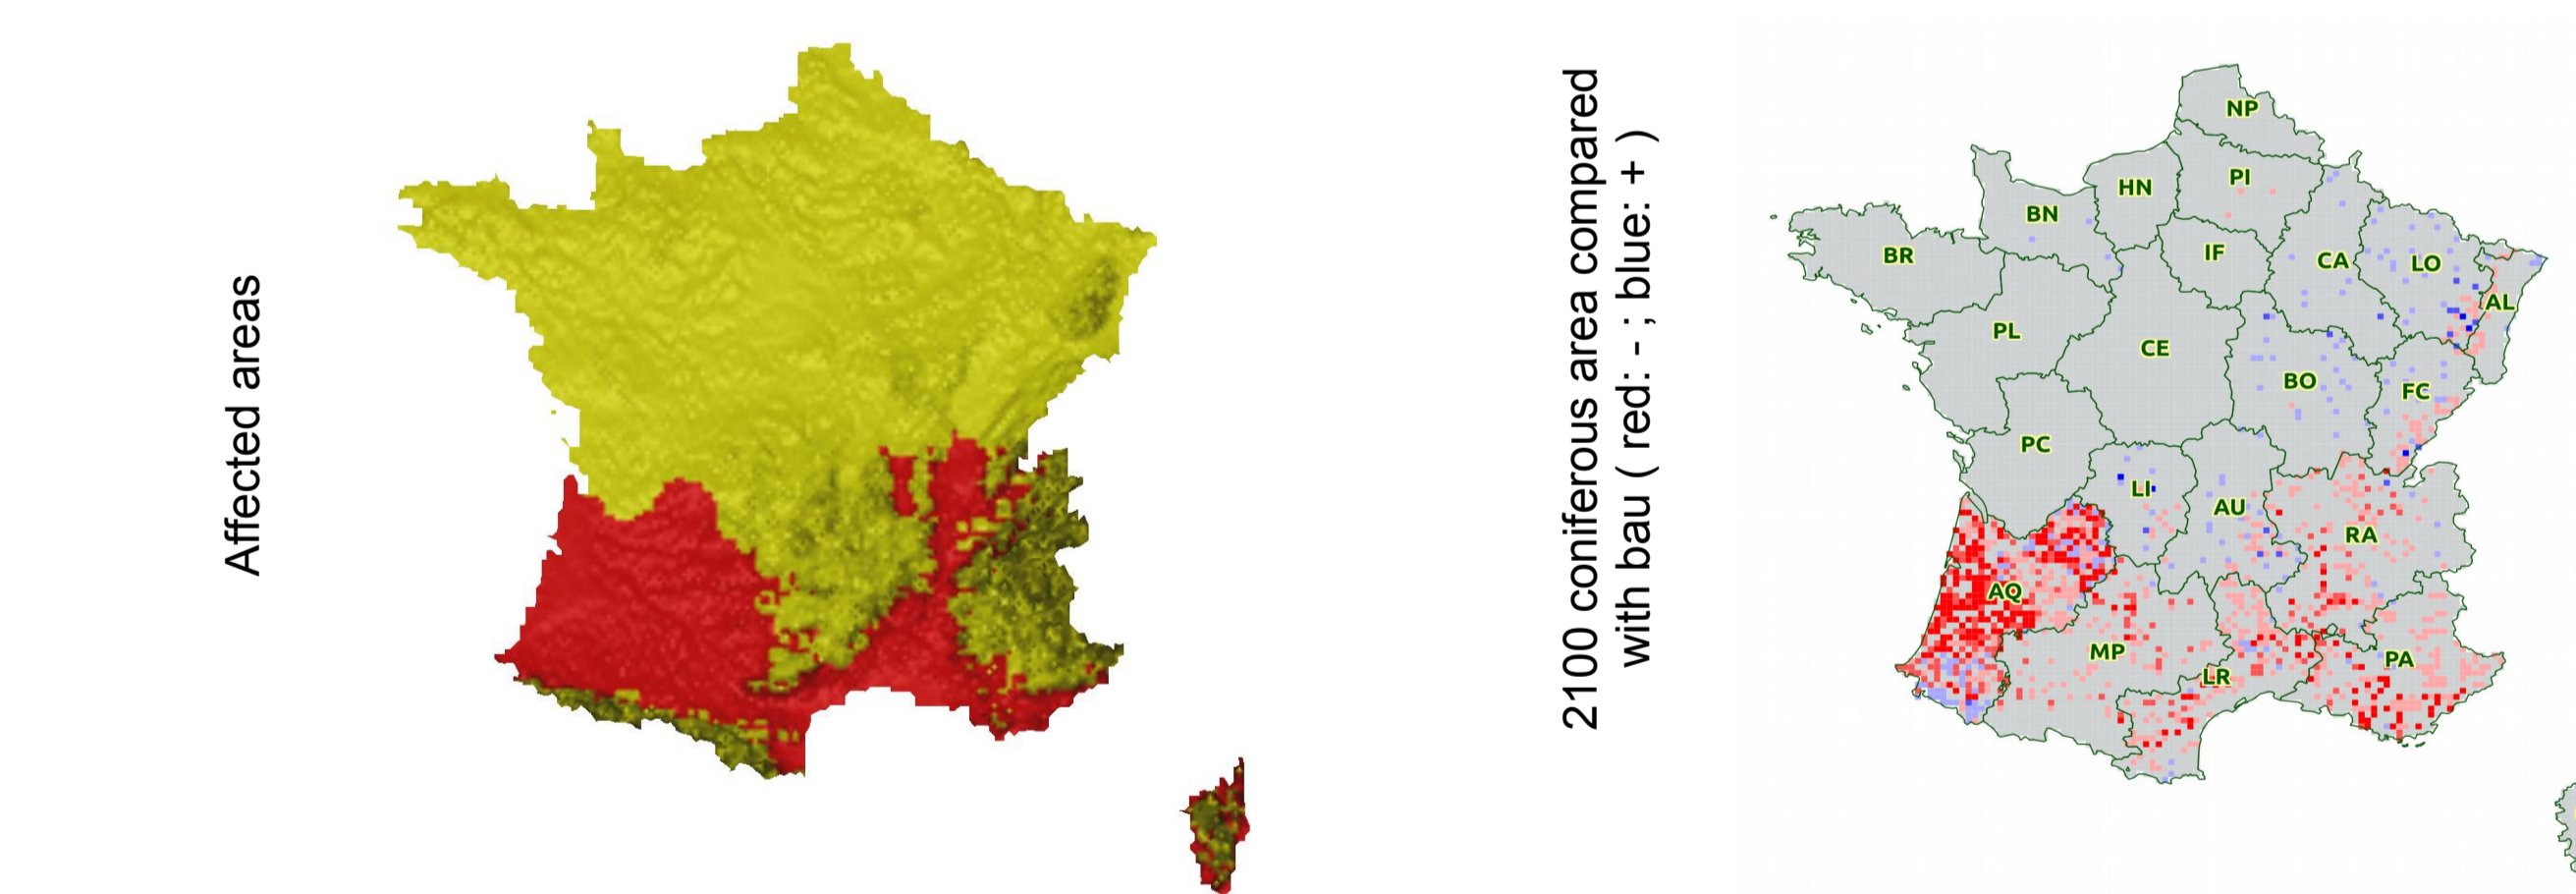 Affected areas
2100 coniferous area compared
with bau ( red: - ; blue: + )
NP
PI
HN
BN
IF
BR
CA
LO
AL
PL
CE
BO
FC
PC
LI
AU
RA
AQ
MP
PA
LR